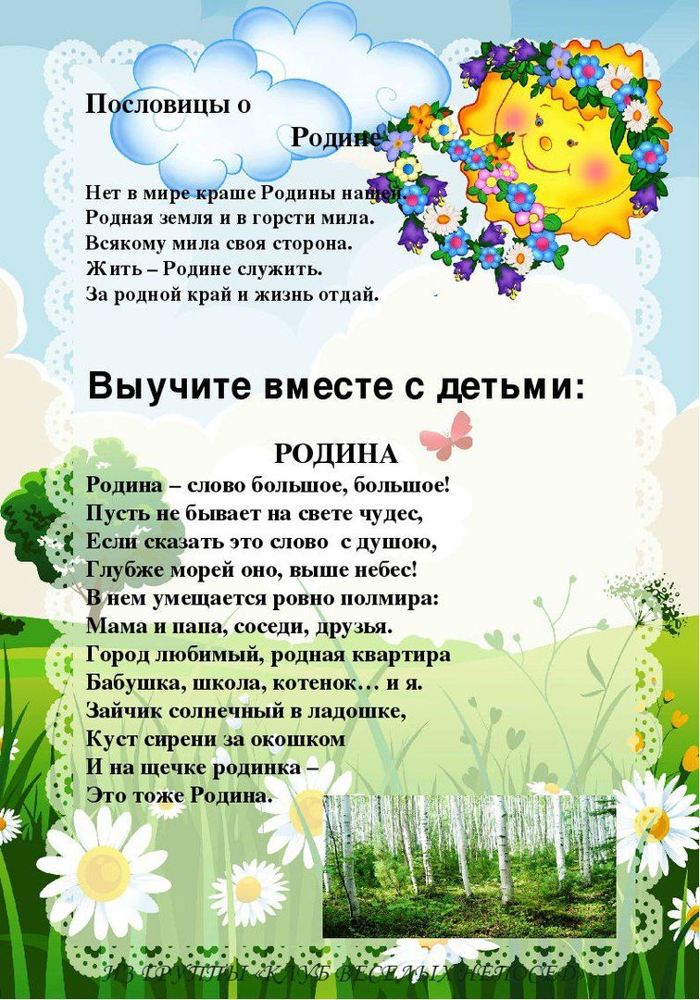 Пословицы о
Родине
Нет в мире краше Родины нашей.
Родная земля и в горсти мила.
Всякому мила своя сторона.
Жить – Родине служить.
За родной край и жизнь отдай.
Выучите вместе с детьми:
РОДИНА
Родина – слово большое, большое!
Пусть не бывает на свете чудес,
Если сказать это слово с душою,
Глубже морей оно, выше небес!
В нем умещается ровно полмира:
Мама и папа, соседи, друзья.
Город любимый, родная квартира
Бабушка, школа, котенок… и я.
Зайчик солнечный в ладошке,
Куст сирени за окошком
И на щечке родинка –
Это тоже Родина.
ИЗ ГРУППЫ «КЛУБ ВЕСЕЛЫХ НЕПОСЕД»